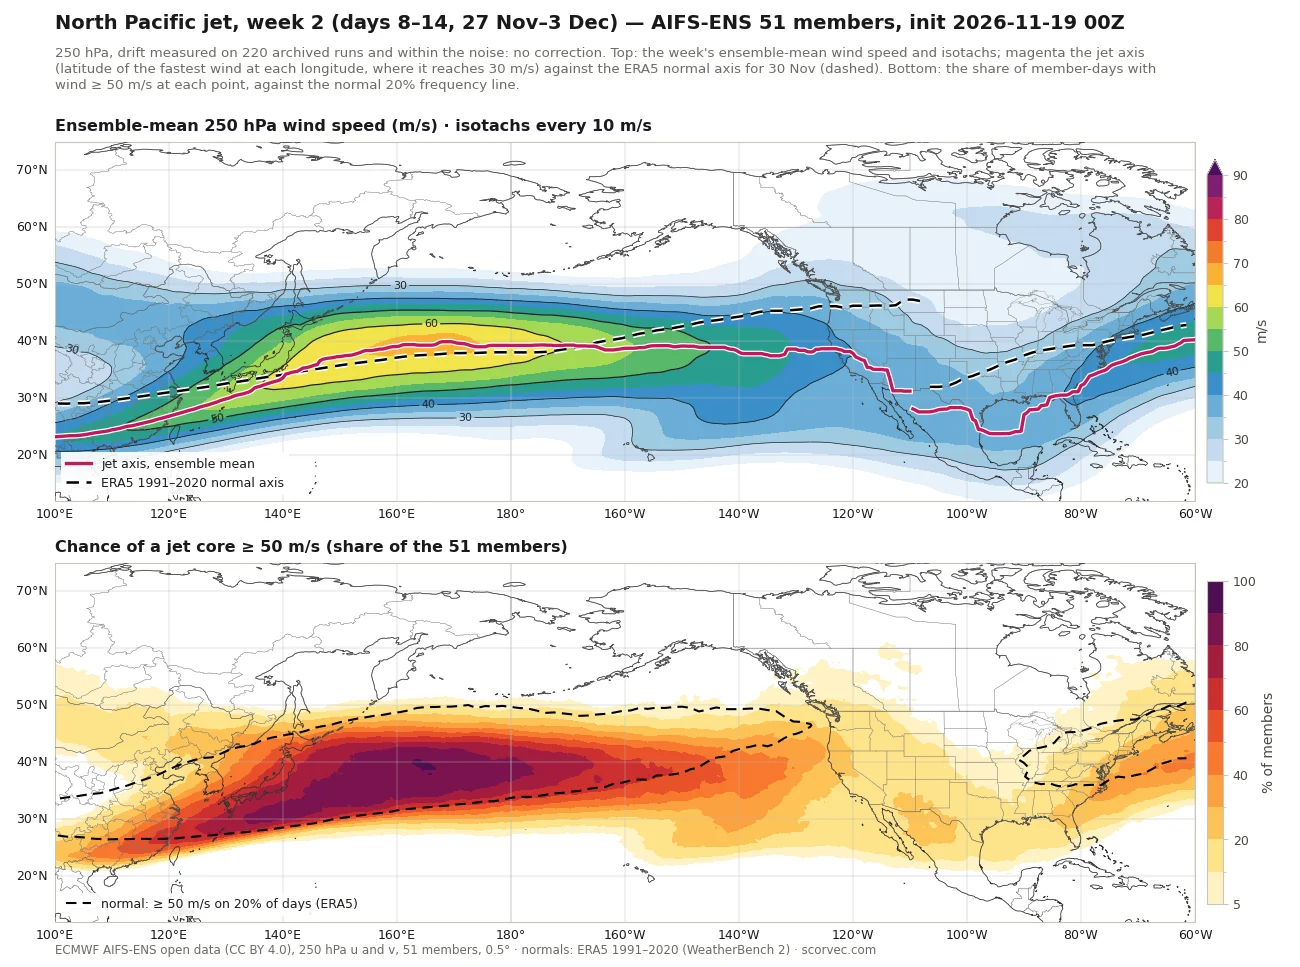 North Pacific jet, week 2 (days 8–14, 27 Nov–3 Dec) — AIFS-ENS 51 members, init 2026-11-19 00Z
250 hPa, drift measured on 220 archived runs and within the noise: no correction. Top: the week's ensemble-mean wind speed and isotachs; magenta the jet axis
(latitude of the fastest wind at each longitude, where it reaches 30 m/s) against the ERA5 normal axis for 30 Nov (dashed). Bottom: the share of member-days with
wind ≥ 50 m/s at each point, against the normal 20% frequency line.
Ensemble-mean 250 hPa wind speed (m/s) · isotachs every 10 m/s
70°N
60°N
50°N
40°N
30°N
20°N
30
60
30
50
40
30
40
jet axis, ensemble mean
ERA5 1991–2020 normal axis
100°E 120°E 140°E 160°E 180° 160°W 140°W 120°W 100°W 80°W 60°W
90
80
70
60
50
40
30
20
m/s
Chance of a jet core ≥ 50 m/s (share of the 51 members)
70°N
60°N
50°N
40°N
30°N
20°N
normal: ≥ 50 m/s on 20% of days (ERA5)
100°E 120°E 140°E 160°E 180° 160°W 140°W 120°W 100°W 80°W 60°W
100
80
60
40
20
5
% of members
ECMWF AIFS-ENS open data (CC BY 4.0), 250 hPa u and v, 51 members, 0.5° · normals: ERA5 1991–2020 (WeatherBench 2) · scorvec.com